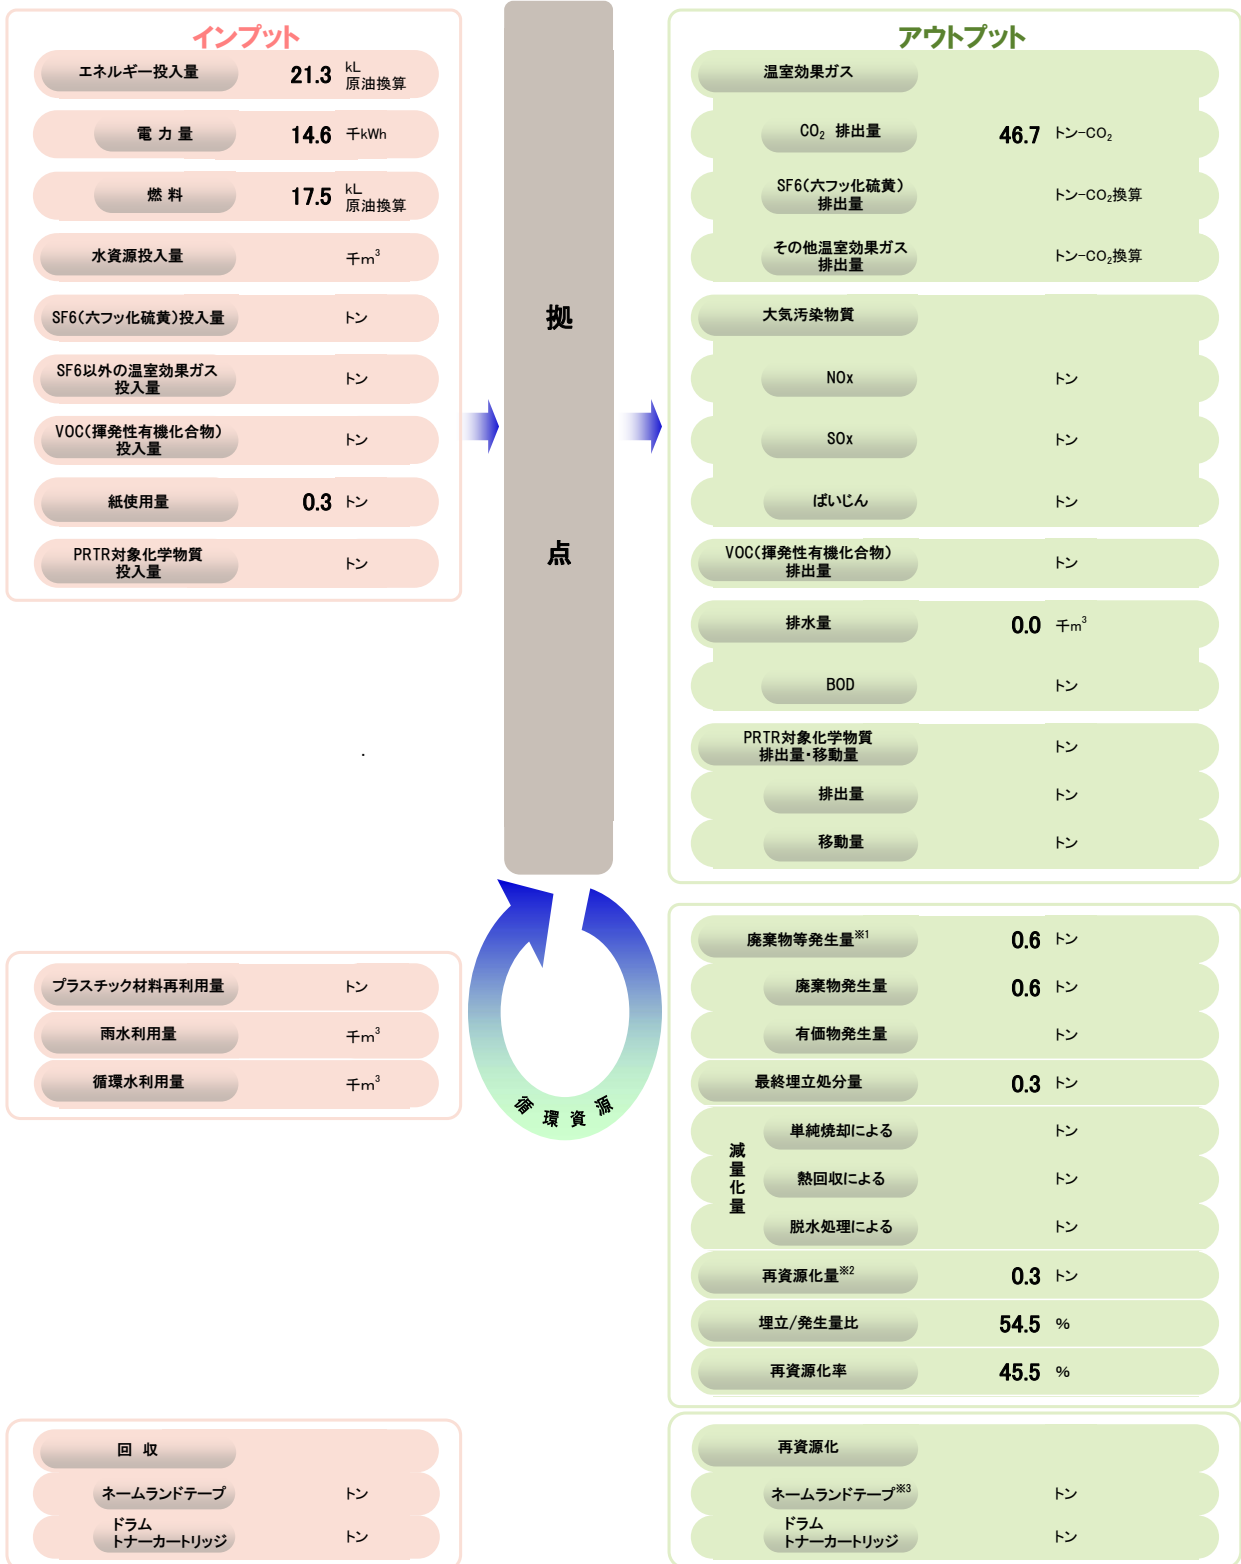 インプット
エネルギー投入量 21.3 kL
原油換算
電 力 量 14.6 千kWh
燃 料 17.5 kL
原油換算
水資源投入量 千m³
SF6(六フッ化硫黄)投入量 トン
SF6以外の温室効果ガス
投入量 トン
VOC(揮発性有機化合物)
投入量 トン
紙使用量 0.3 トン
PRTR対象化学物質
投入量 トン
拠
点
アウトプット
温室効果ガス
CO₂ 排出量 46.7 トン-CO₂
SF6(六フッ化硫黄)
排出量 トン-CO₂換算
その他温室効果ガス
排出量 トン-CO₂換算
大気汚染物質
NOx トン
SOx トン
ばいじん トン
VOC(揮発性有機化合物)
排出量 トン
排水量 0.0 千m³
BOD トン
PRTR対象化学物質
排出量・移動量 トン
排出量 トン
移動量 トン
循 環 資 源
プラスチック材料再利用量 トン
雨水利用量 千m³
循環水利用量 千m³
廃棄物等発生量※1 0.6 トン
廃棄物発生量 0.6 トン
有価物発生量 トン
最終埋立処分量 0.3 トン
減量化量
単純焼却による トン
熱回収による トン
脱水処理による トン
再資源化量※2 0.3 トン
埋立/発生量比 54.5 %
再資源化率 45.5 %
回 収
ネームランドテープ トン
ドラム
トナーカートリッジ トン
再資源化
ネームランドテープ※3 トン
ドラム
トナーカートリッジ トン